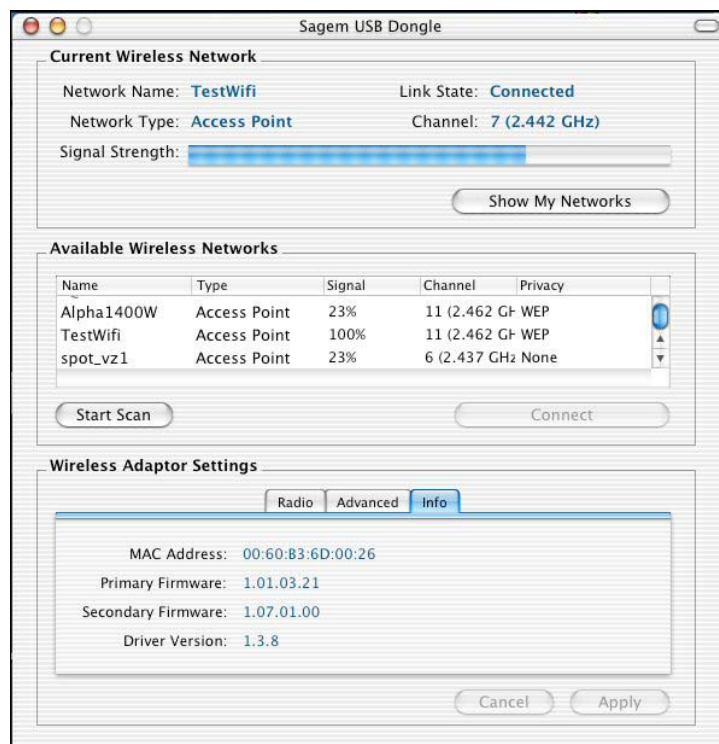 Sagem USB Dongle
Current Wireless Network
Network Name: TestWifi Link State: Connected
Network Type: Access Point Channel: 7 (2.442 GHz)
Signal Strength:
Show My Networks
Available Wireless Networks
Name Type Signal Channel Privacy
Alpha1400W Access Point 23% 11 (2.462 GH WEP
TestWifi Access Point 100% 11 (2.462 GH WEP
spot_vz1 Access Point 23% 6 (2.437 GHz None
Start Scan Connect
Wireless Adaptor Settings
Radio Advanced Info
MAC Address: 00:60:B3:6D:00:26
Primary Firmware: 1.01.03.21
Secondary Firmware: 1.07.01.00
Driver Version: 1.3.8
Cancel Apply